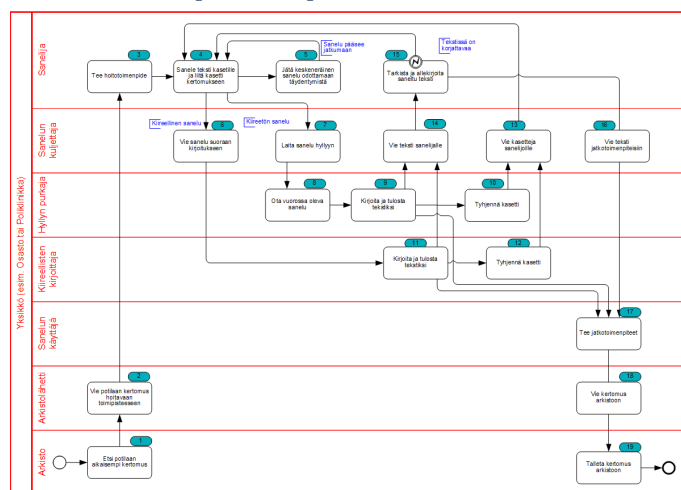 Yksikkö (esim. Osasto tai Poliklinikka)
Sanelija
3
Tee hoitotoimenpide
4
Sanele teksti kasetille
ja liitä kasetti
kertomukseen
5
Jätä keskeneräinen
sanelu odottamaan
täydentymistä
Sanelu pääsee
jatkumaan
15
Tarkista ja allekirjoita
saneltu teksti
Tekstissä on
korjattavaa
Sanelun
kuljettaja
Kiireellinen sanelu
6
Vie sanelu suoraan
kirjoitukseen
Kiireetön
sanelu
7
Laita sanelu hyllyyn
14
Vie teksti sanelijalle
13
Vie kasetteja
sanelijoille
16
Vie teksti
jatkotoimenpiteisiin
Hyllyn purkaja
8
Ota vuorossa oleva
sanelu
9
Kirjoita ja tulosta
tekstiksi
10
Tyhjennä kasetti
Kiireellisten
kirjoittaja
11
Kirjoita ja tulosta
tekstiksi
12
Tyhjennä kasetti
Sanelun
käyttäjä
17
Tee jatkotoimenpiteet
Arkistolähetti
2
Vie potilaan kertomus
hoitavaan
toimipisteeseen
18
Vie kertomus
arkistoon
Arkisto
1
Etsi potilaan
aikaisempi kertomus
19
Talleta kertomus
arkistoon